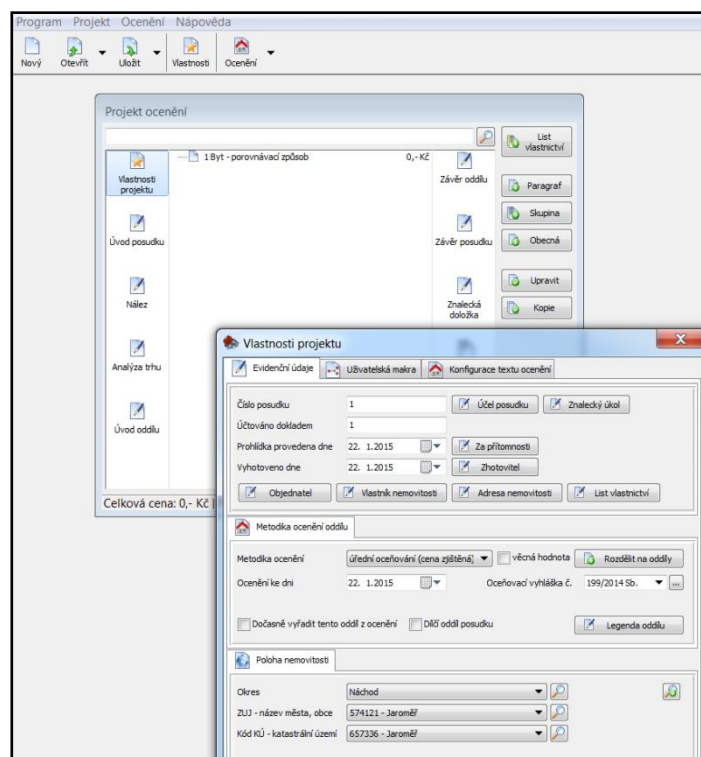 Program Projekt Ocenění Nápověda
Nový Otevřít Uložit Vlastnosti Ocenění
Projekt ocenění
List vlastnictví
1 Byt - porovnávací způsob 0,- Kč
Vlastnosti projektu
Závěr oddílu
Paragraf
Skupina
Úvod posudku
Závěr posudku
Obecná
Upravit
Nález
Znalecká doložka
Kopie
Analýza trhu
Úvod oddílu
Celková cena: 0,- Kč |
Vlastnosti projektu
X
Evidenční údaje Uživatelská makra Konfigurace textu ocenění
Číslo posudku 1 Účel posudku Znalecký úkol
Účtováno dokladem 1
Prohlídka provedena dne 22. 1.2015 Za přítomnosti
Vyhotoveno dne 22. 1.2015 Zhotovitel
Objednatel Vlastník nemovitosti Adresa nemovitosti List vlastnictví
Metodika ocenění oddílu
Metodika ocenění úřední oceňování (cena zjištěná) věcná hodnota Rozdělit na oddíly
Ocenění ke dni 22. 1.2015 Oceňovací vyhláška č. 199/2014 Sb. ...
Dočasně vyřadit tento oddíl z ocenění Dílčí oddíl posudku Legenda oddílu
Poloha nemovitosti
Okres Náchod
ZUJ - název města, obce 574121 - Jaroměř
Kód KÚ - katastrální území 657336 - Jaroměř